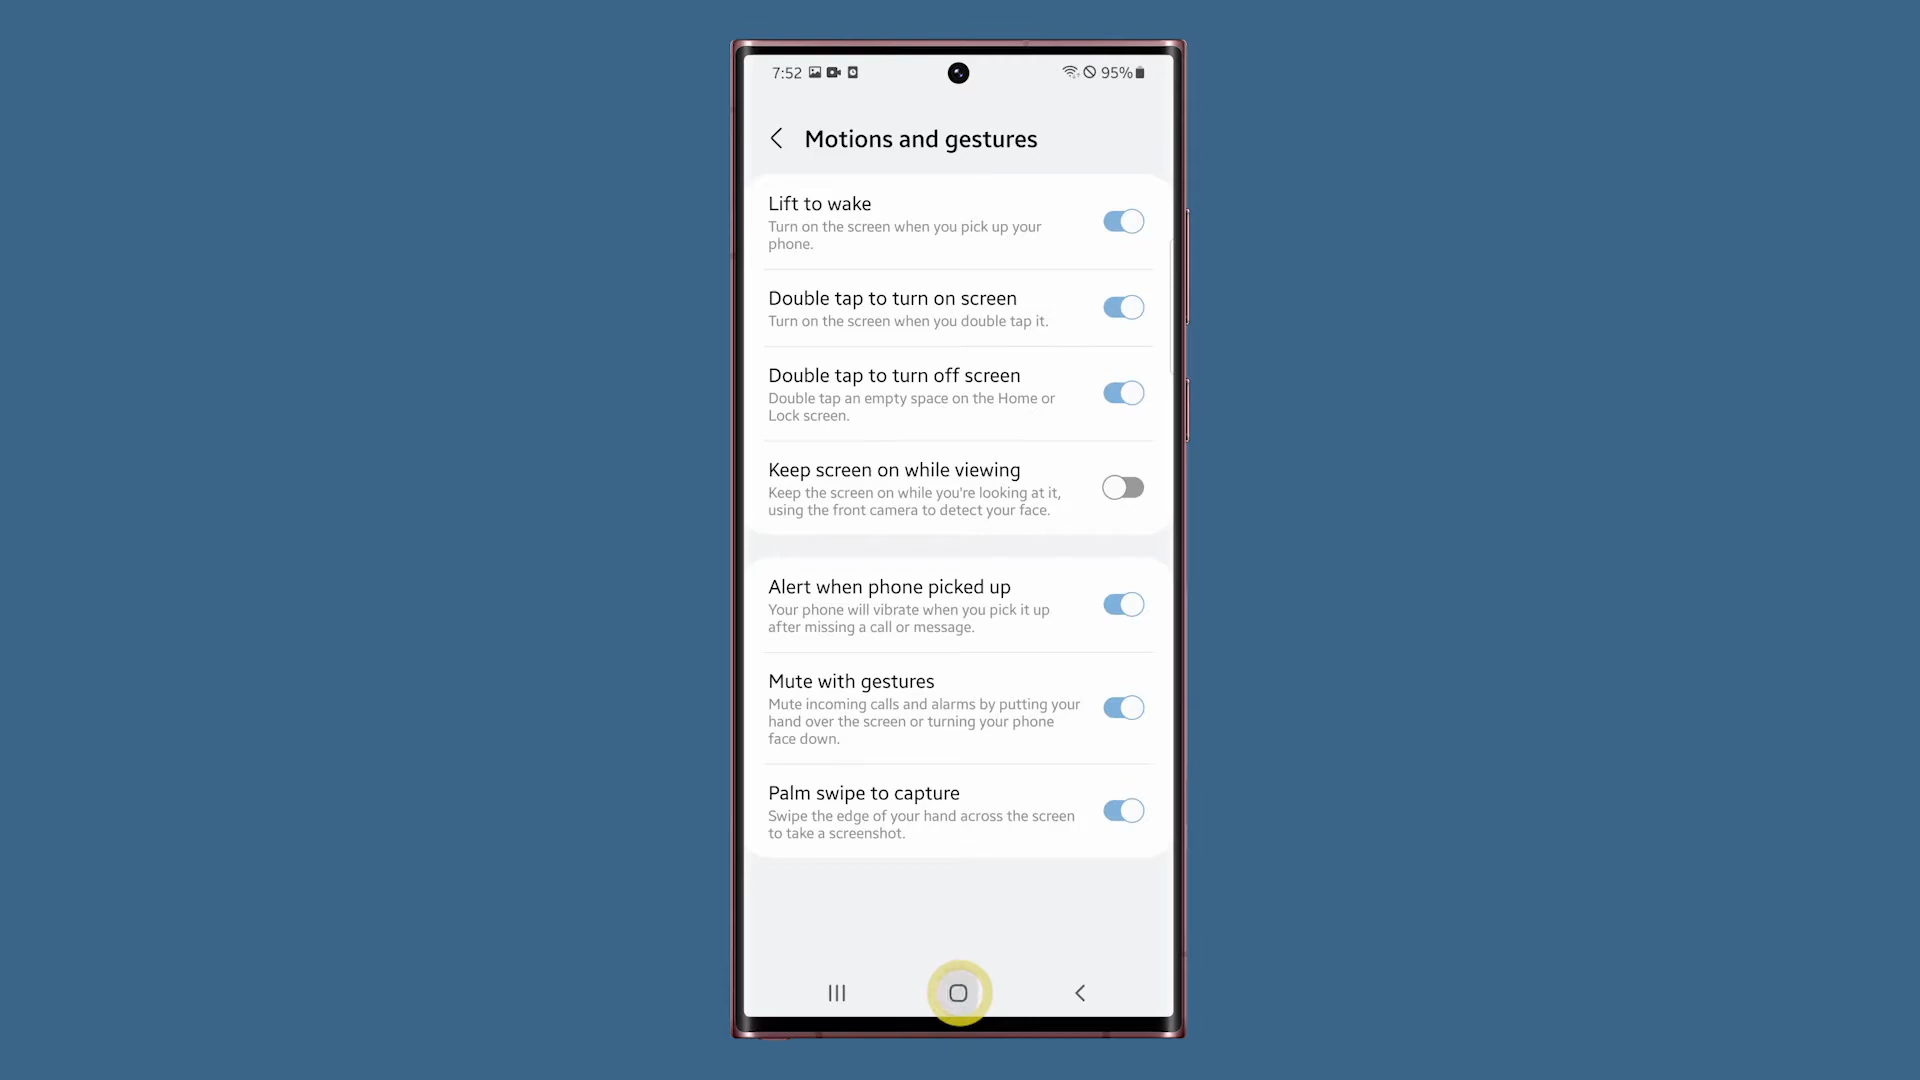 7:52
95%
Motions and gestures
Lift to wake
Turn on the screen when you pick up your
phone.
Double tap to turn on screen
Turn on the screen when you double tap it.
Double tap to turn off screen
Double tap an empty space on the Home or
Lock screen.
Keep screen on while viewing
Keep the screen on while you're looking at it,
using the front camera to detect your face.
Alert when phone picked up
Your phone will vibrate when you pick it up
after missing a call or message.
Mute with gestures
Mute incoming calls and alarms by putting your
hand over the screen or turning your phone
face down.
Palm swipe to capture
Swipe the edge of your hand across the screen
to take a screenshot.